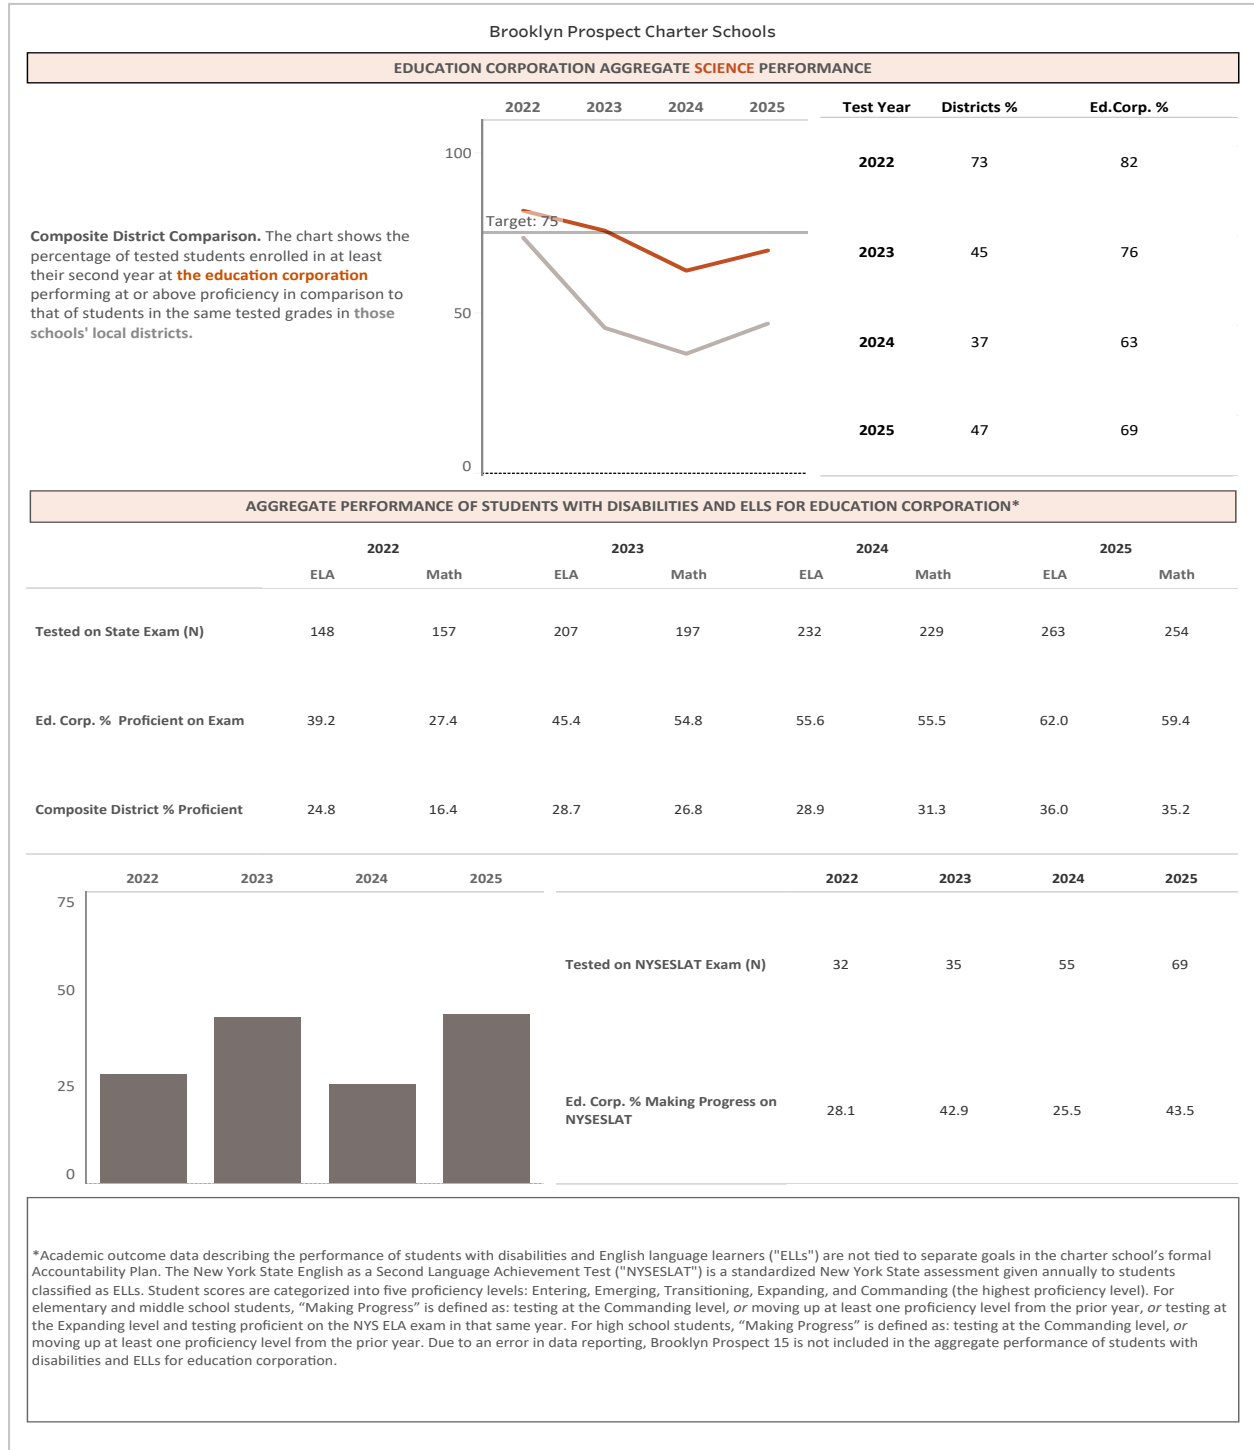 Brooklyn Prospect Charter Schools
EDUCATION CORPORATION AGGREGATE SCIENCE PERFORMANCE
2022 2023 2024 2025
Test Year Districts % Ed.Corp. %
100
50
0
Target: 75
Composite District Comparison. The chart shows the
percentage of tested students enrolled in at least
their second year at the education corporation
performing at or above proficiency in comparison to
that of students in the same tested grades in those
schools' local districts.
2022 73 82
2023 45 76
2024 37 63
2025 47 69
AGGREGATE PERFORMANCE OF STUDENTS WITH DISABILITIES AND ELLS FOR EDUCATION CORPORATION*
2022 2023 2024 2025
ELA Math ELA Math ELA Math ELA Math
Tested on State Exam (N) 148 157 207 197 232 229 263 254
Ed. Corp. % Proficient on Exam 39.2 27.4 45.4 54.8 55.6 55.5 62.0 59.4
Composite District % Proficient 24.8 16.4 28.7 26.8 28.9 31.3 36.0 35.2
2022 2023 2024 2025
75
50
25
0
2022 2023 2024 2025
Tested on NYSESLAT Exam (N) 32 35 55 69
Ed. Corp. % Making Progress on
NYSESLAT 28.1 42.9 25.5 43.5
*Academic outcome data describing the performance of students with disabilities and English language learners ("ELLs") are not tied to separate goals in the charter school's formal
Accountability Plan. The New York State English as a Second Language Achievement Test ("NYSESLAT") is a standardized New York State assessment given annually to students
classified as ELLs. Student scores are categorized into five proficiency levels: Entering, Emerging, Transitioning, Expanding, and Commanding (the highest proficiency level). For
elementary and middle school students, “Making Progress” is defined as: testing at the Commanding level, or moving up at least one proficiency level from the prior year, or testing at
the Expanding level and testing proficient on the NYS ELA exam in that same year. For high school students, “Making Progress” is defined as: testing at the Commanding level, or
moving up at least one proficiency level from the prior year. Due to an error in data reporting, Brooklyn Prospect 15 is not included in the aggregate performance of students with
disabilities and ELLs for education corporation.